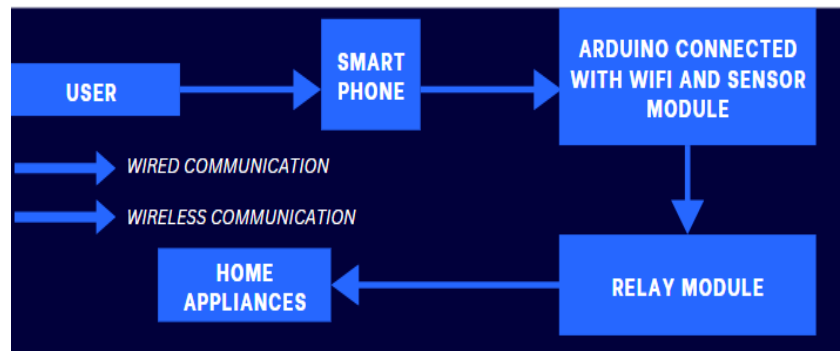 USER
SMART
PHONE
ARDUINO CONNECTED
WITH WIFI AND SENSOR
MODULE
WIRED COMMUNICATION
WIRELESS COMMUNICATION
HOME
APPLIANCES
RELAY MODULE